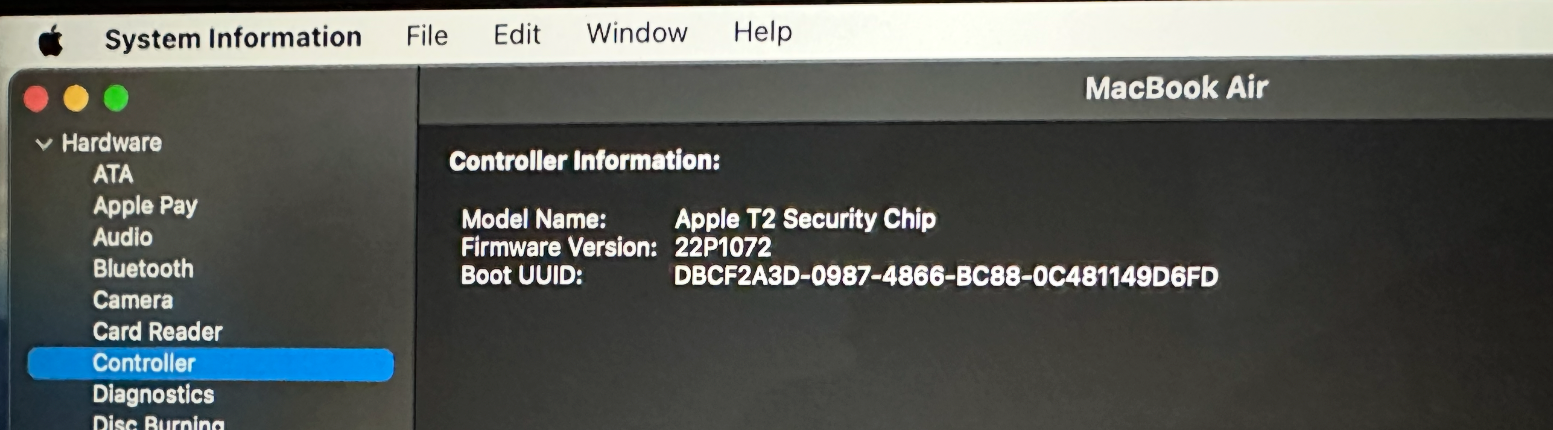 System Information File Edit Window Help
MacBook Air
Hardware
ATA
Apple Pay
Audio
Bluetooth
Camera
Card Reader
Controller
Diagnostics
Disc Burning
Controller Information:
Model Name: Apple T2 Security Chip
Firmware Version: 22P1072
Boot UUID: DBCF2A3D-0987-4866-BC88-0C481149D6FD